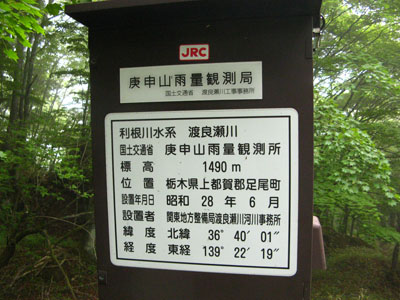 JRC
庚申山雨量観測局
国土交通省 渡良瀬川工事事務所
利根川水系 渡良瀬川
国土交通省 庚申山雨量観測所
標高 1490 m
位置 栃木県上都賀郡足尾町
設置年月日 昭和 28 年 6 月
設置者 関東地方整備局渡良瀬川河川事務所
緯度 北緯 36° 40′ 01″
経度 東経 139° 22′ 19″